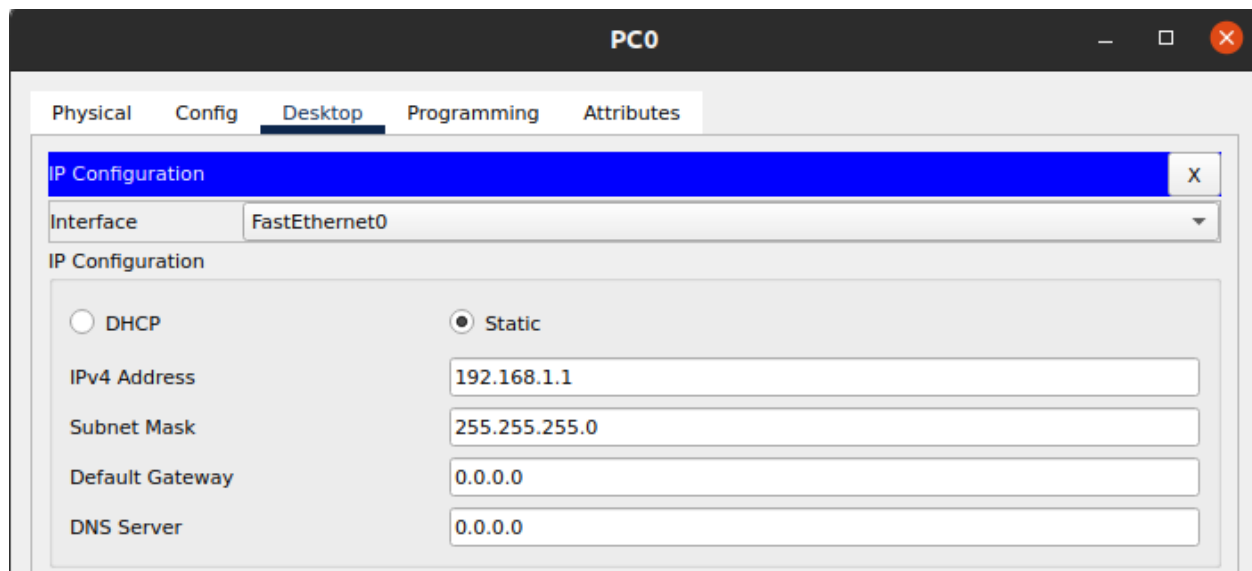 PC0
Physical Config Desktop Programming Attributes
IP Configuration X
Interface FastEthernet0
IP Configuration
DHCP Static
IPv4 Address 192.168.1.1
Subnet Mask 255.255.255.0
Default Gateway 0.0.0.0
DNS Server 0.0.0.0